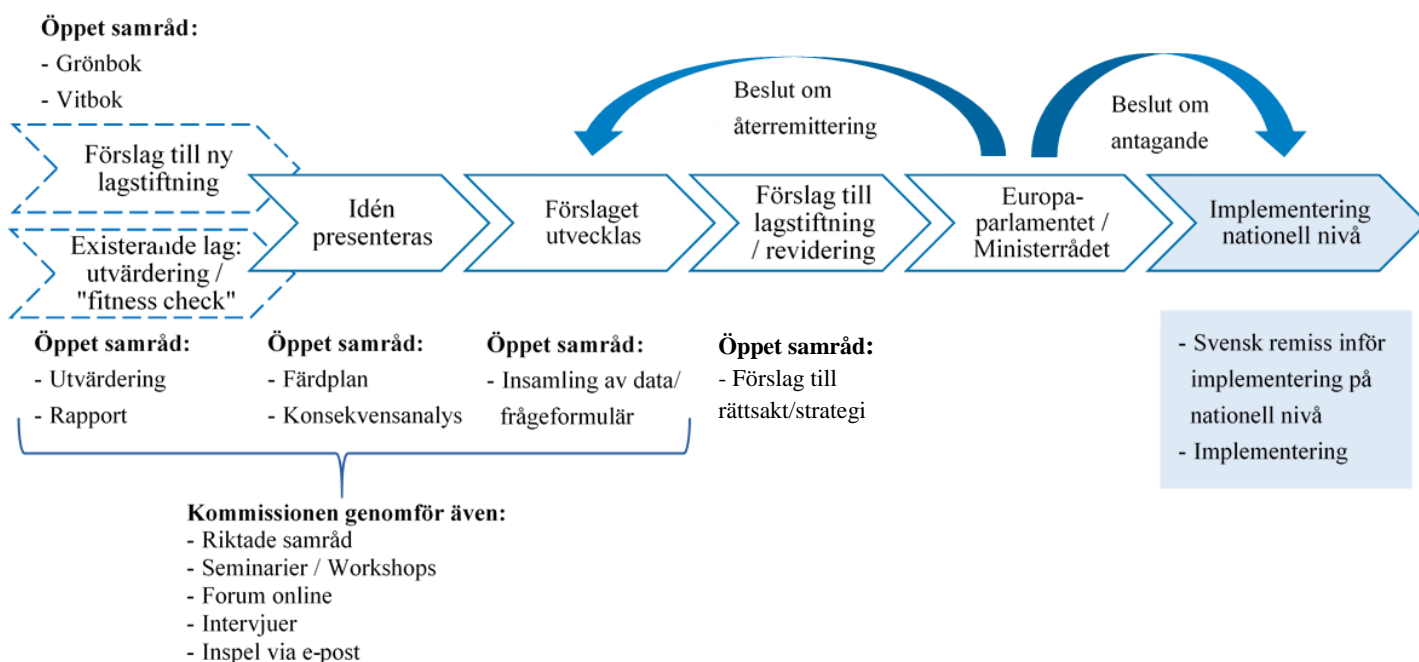 Öppet samråd:
- Grönbok
- Vitbok
Beslut om
återremittering
Beslut om
antagande
Förslag till ny
lagstiftning
Existerande lag:
utvärdering /
"fitness check"
Idén
presenteras
Förslaget
utvecklas
Förslag till
lagstiftning
/ revidering
Europa-
parlamentet /
Ministerrådet
Implementering
nationell nivå
Öppet samråd:
- Utvärdering
- Rapport
Öppet samråd:
- Färdplan
- Konsekvensanalys
Öppet samråd:
- Insamling av data/
frågeformulär
Öppet samråd:
- Förslag till
rättsakt/strategi
- Svensk remiss inför
implementering på
nationell nivå
- Implementering
Kommissionen genomför även:
- Riktade samråd
- Seminarier / Workshops
- Forum online
- Intervjuer
- Inspel via e-post